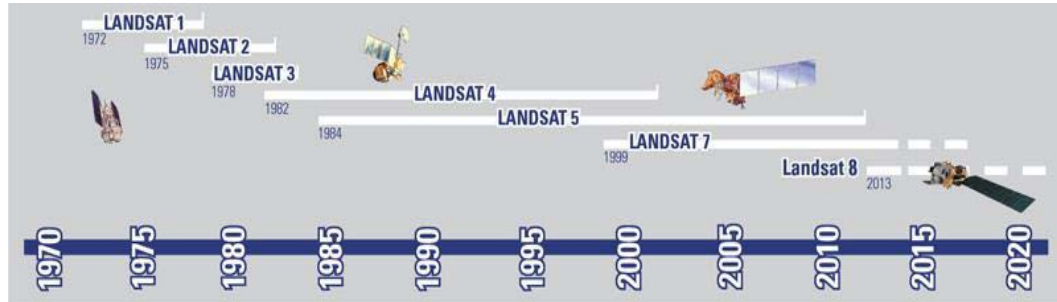 LANDSAT 1
1972
LANDSAT 2
1975
LANDSAT 3
1978
LANDSAT 4
1982
LANDSAT 5
1984
LANDSAT 7
1999
Landsat 8
2013
1970 1975 1980 1985 1990 1995 2000 2005 2010 2015 2020